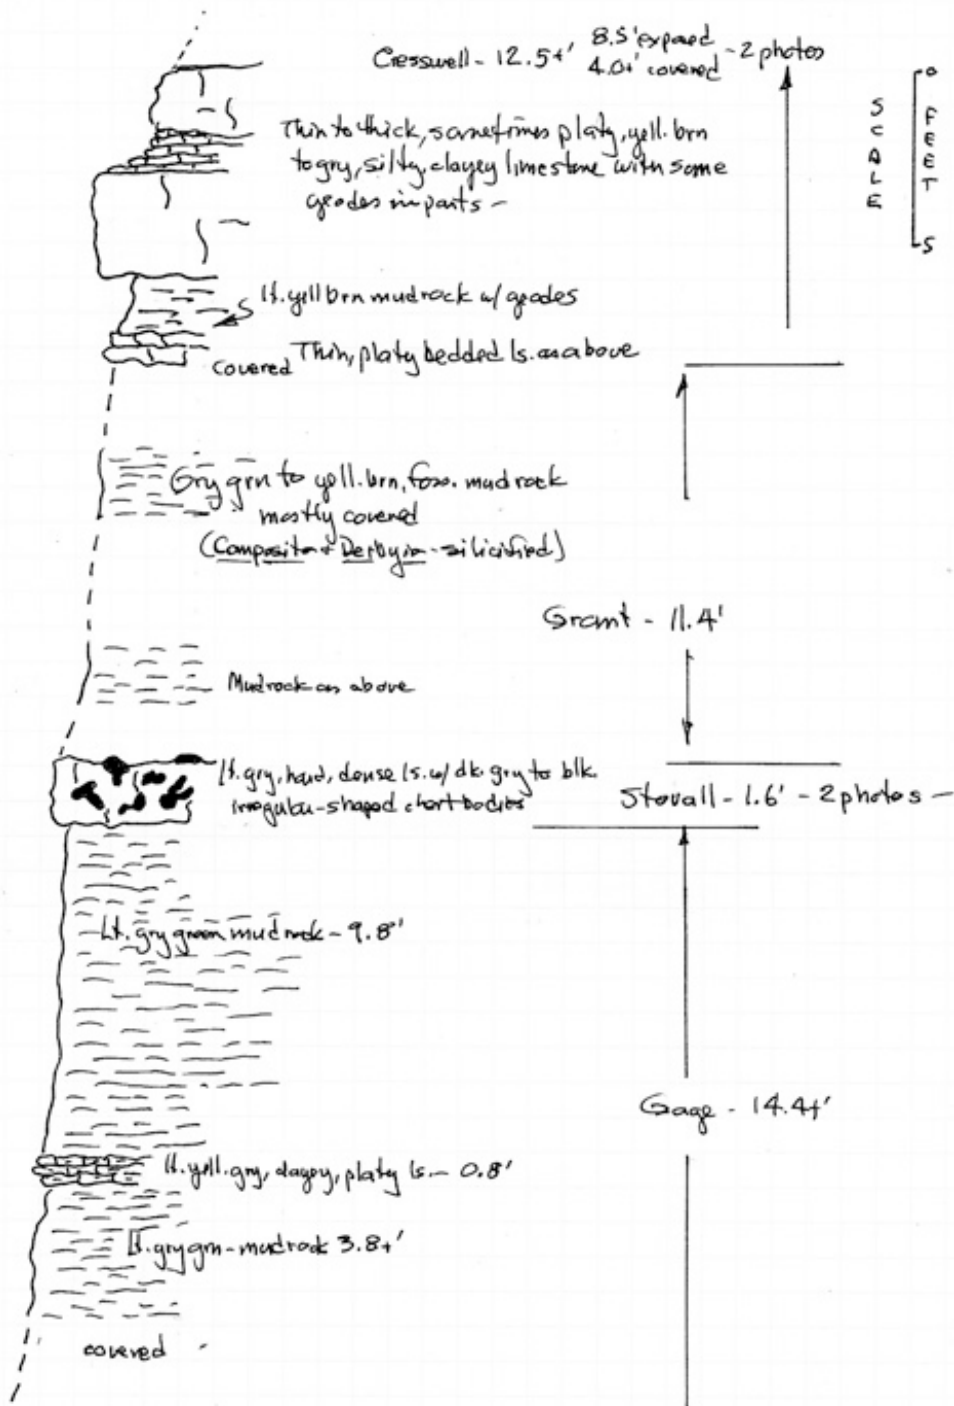 Cresswell - 12.5+' 8.5' exposed - 2 photos
4.0+' covered
SCALE
0 FEET 5
Thin to thick, sometimes platy, yell. brn
to gry, silty, clayey limestone with some
geodes in parts -
lt. yell brn mudrock w/ geodes
Thin, platy bedded ls. as above
Covered
Gry grn to yell. brn, foss. mudrock
mostly covered
(Composita + Derbyia - silicified)
Grant - 11.4'
Mudrock as above
lt. gry, hard, dense ls. w/ dk. gry to blk.
irregular-shaped chert bodies
Stovall - 1.6' - 2 photos -
Lt. gry green mudrock - 9.8'
Gage - 14.4+'
lt. yell. gry, clayey, platy ls. - 0.8'
Lt. gry grn - mudrock 3.8+'
covered